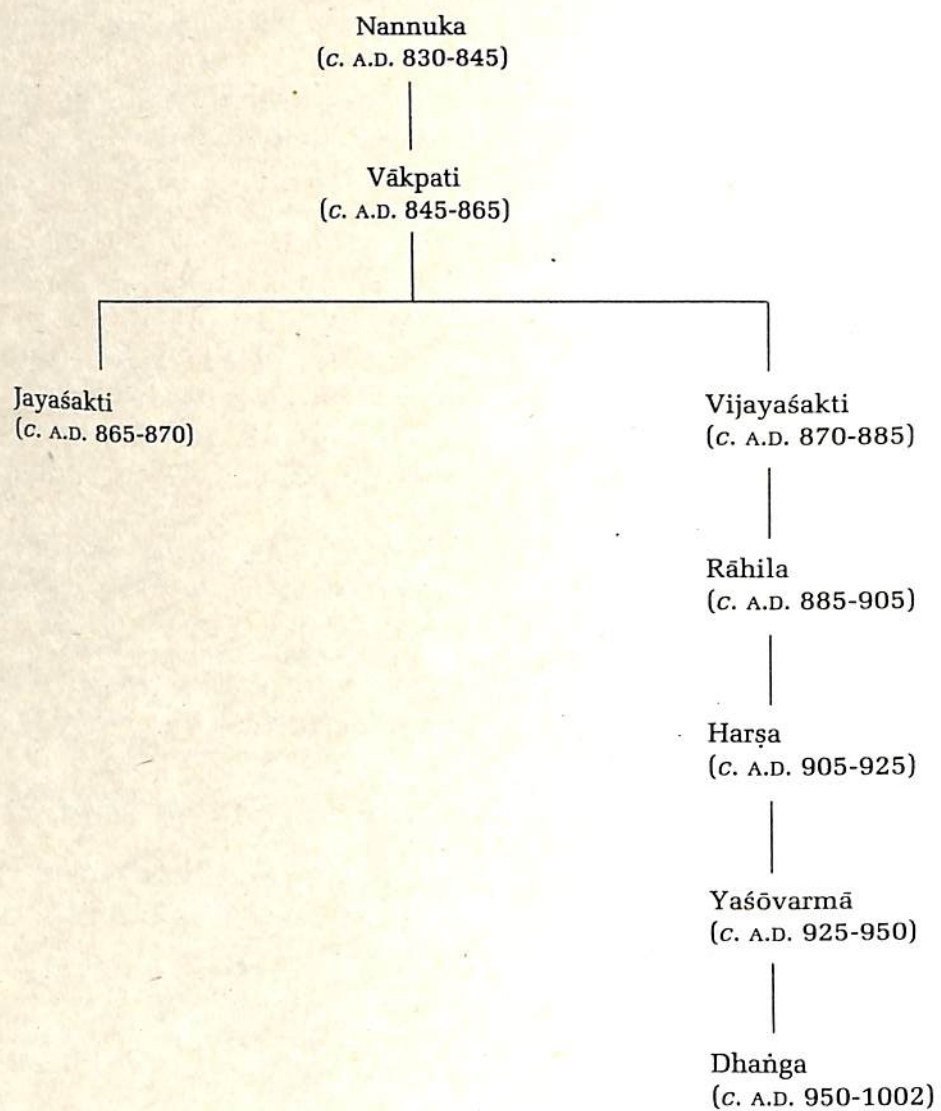 Nannuka
(c. A.D. 830-845)
Vākpati
(c. A.D. 845-865)
Jayaśakti
(c. A.D. 865-870)
Vijayaśakti
(c. A.D. 870-885)
Rāhila
(c. A.D. 885-905)
Harṣa
(c. A.D. 905-925)
Yaśōvarmā
(c. A.D. 925-950)
Dhaṅga
(c. A.D. 950-1002)